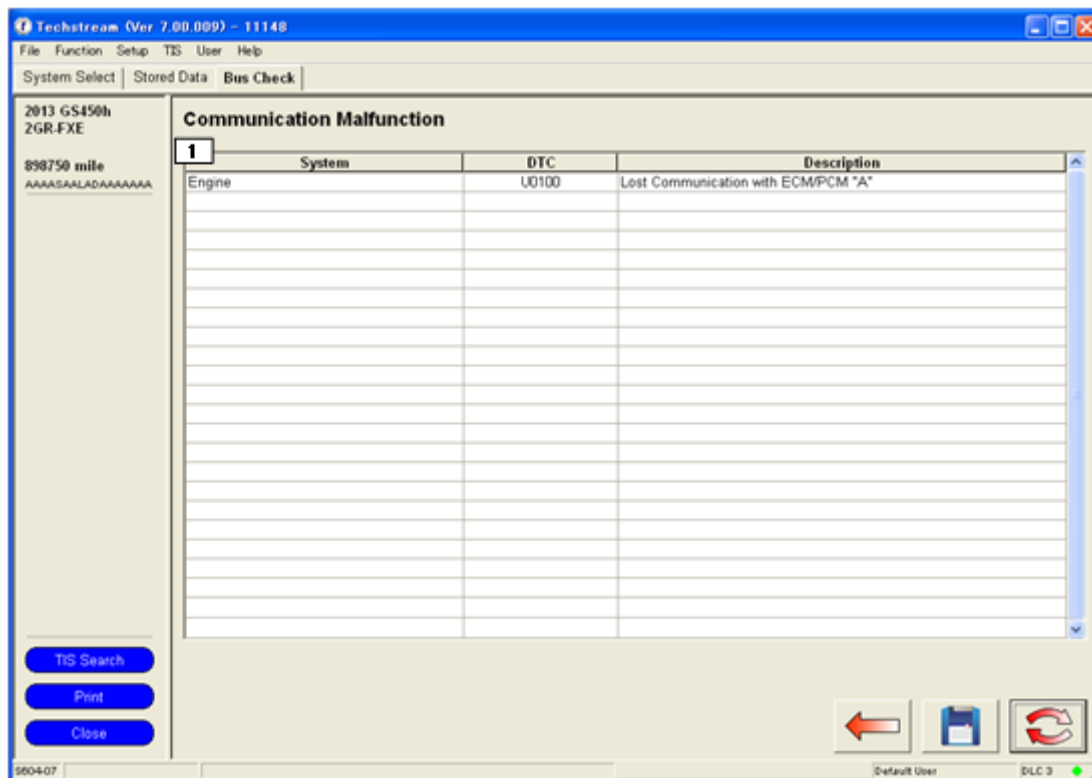 Techstream (Ver 7.00.009) - 11148
File Function Setup TIS User Help
System Select Stored Data Bus Check
2013 GS450h
2GR-FXE
898750 mile
AAAASAALADAAAAAAA
Communication Malfunction
1
System DTC Description
Engine U0100 Lost Communication with ECM/PCM "A"
TIS Search
Print
Close
S604-07 Default User DLC 3